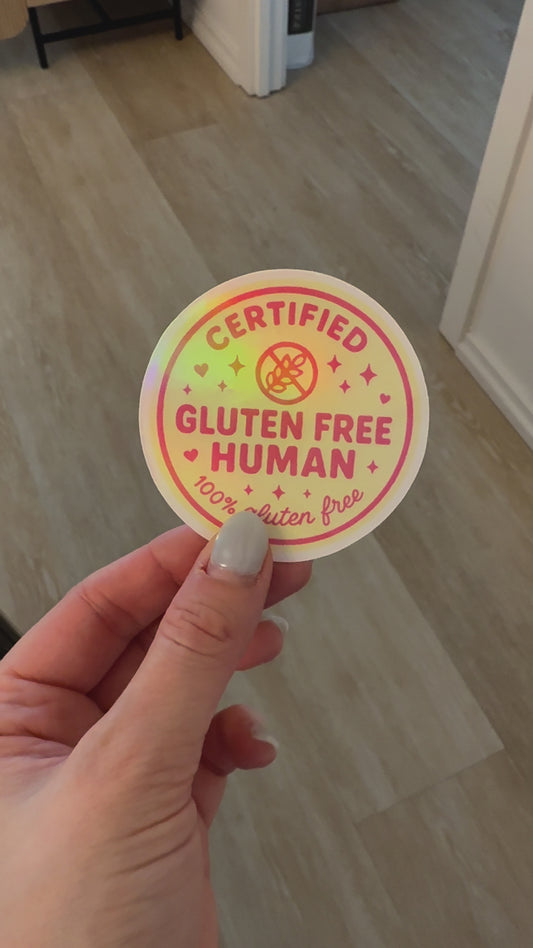 CERTIFIED
GLUTEN FREE
HUMAN
100% gluten free